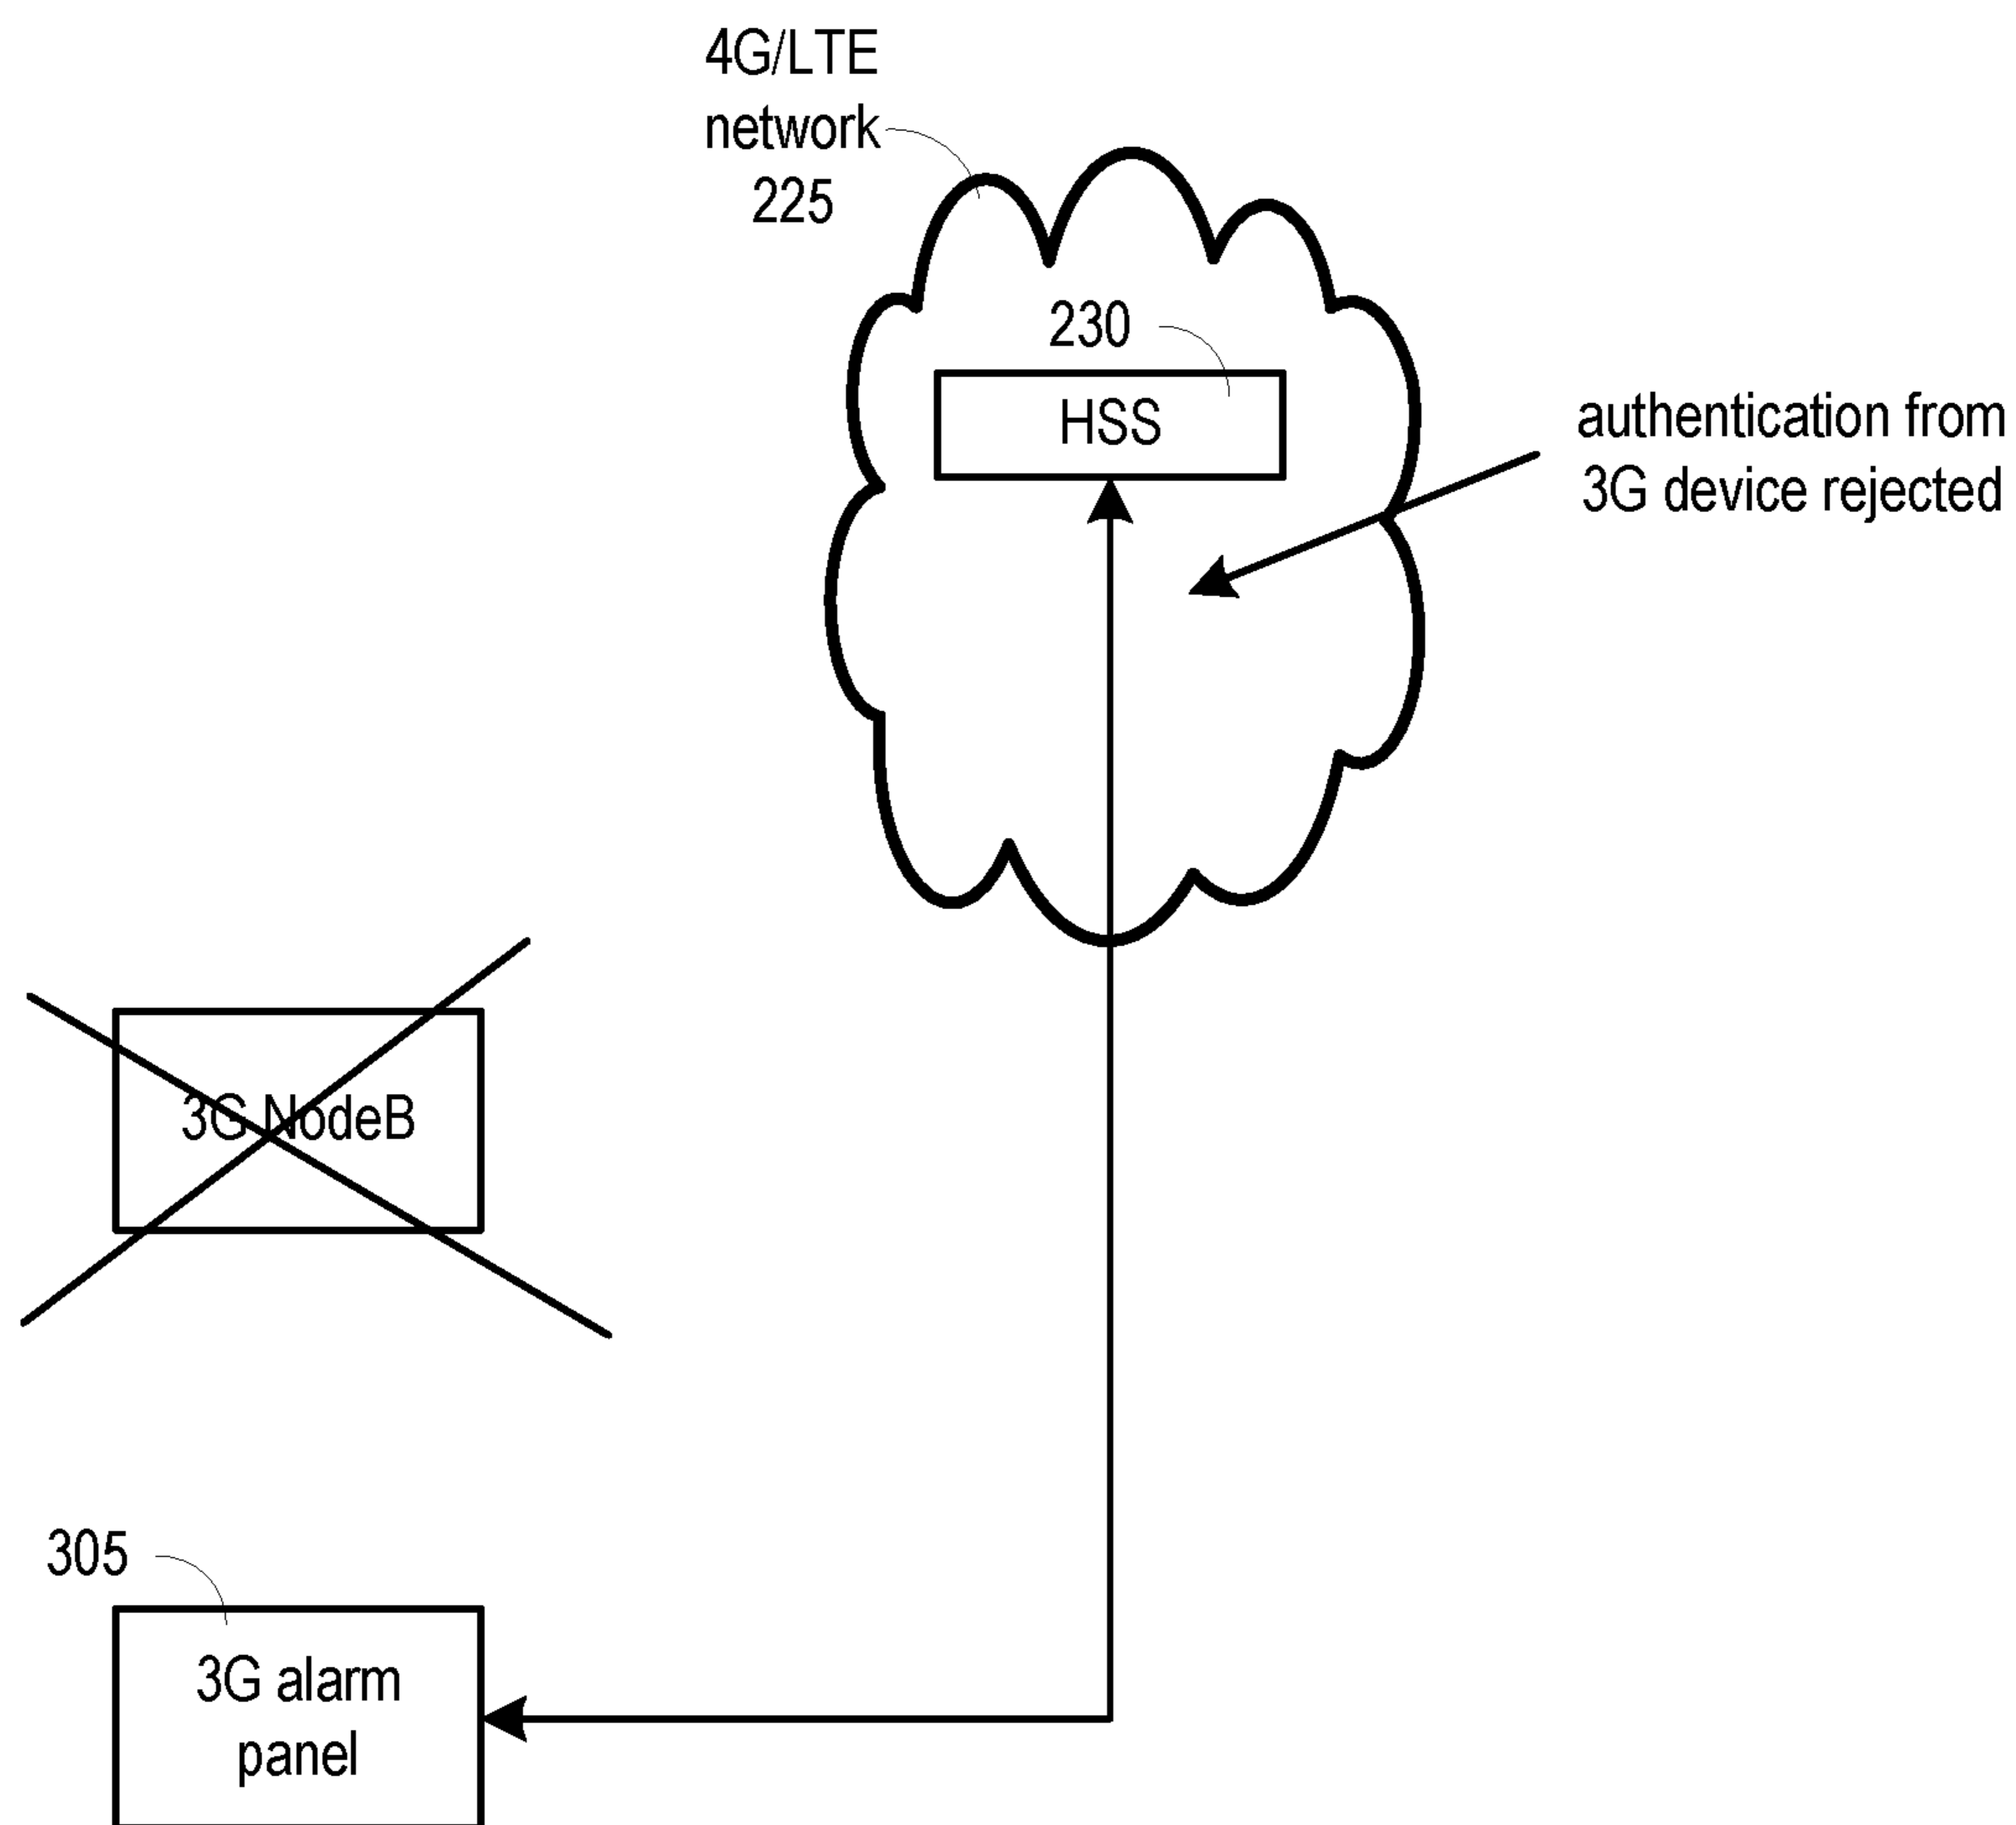 4G/LTE
network
225
230
HSS
authentication from
3G device rejected
3G NodeB
305
3G alarm
panel